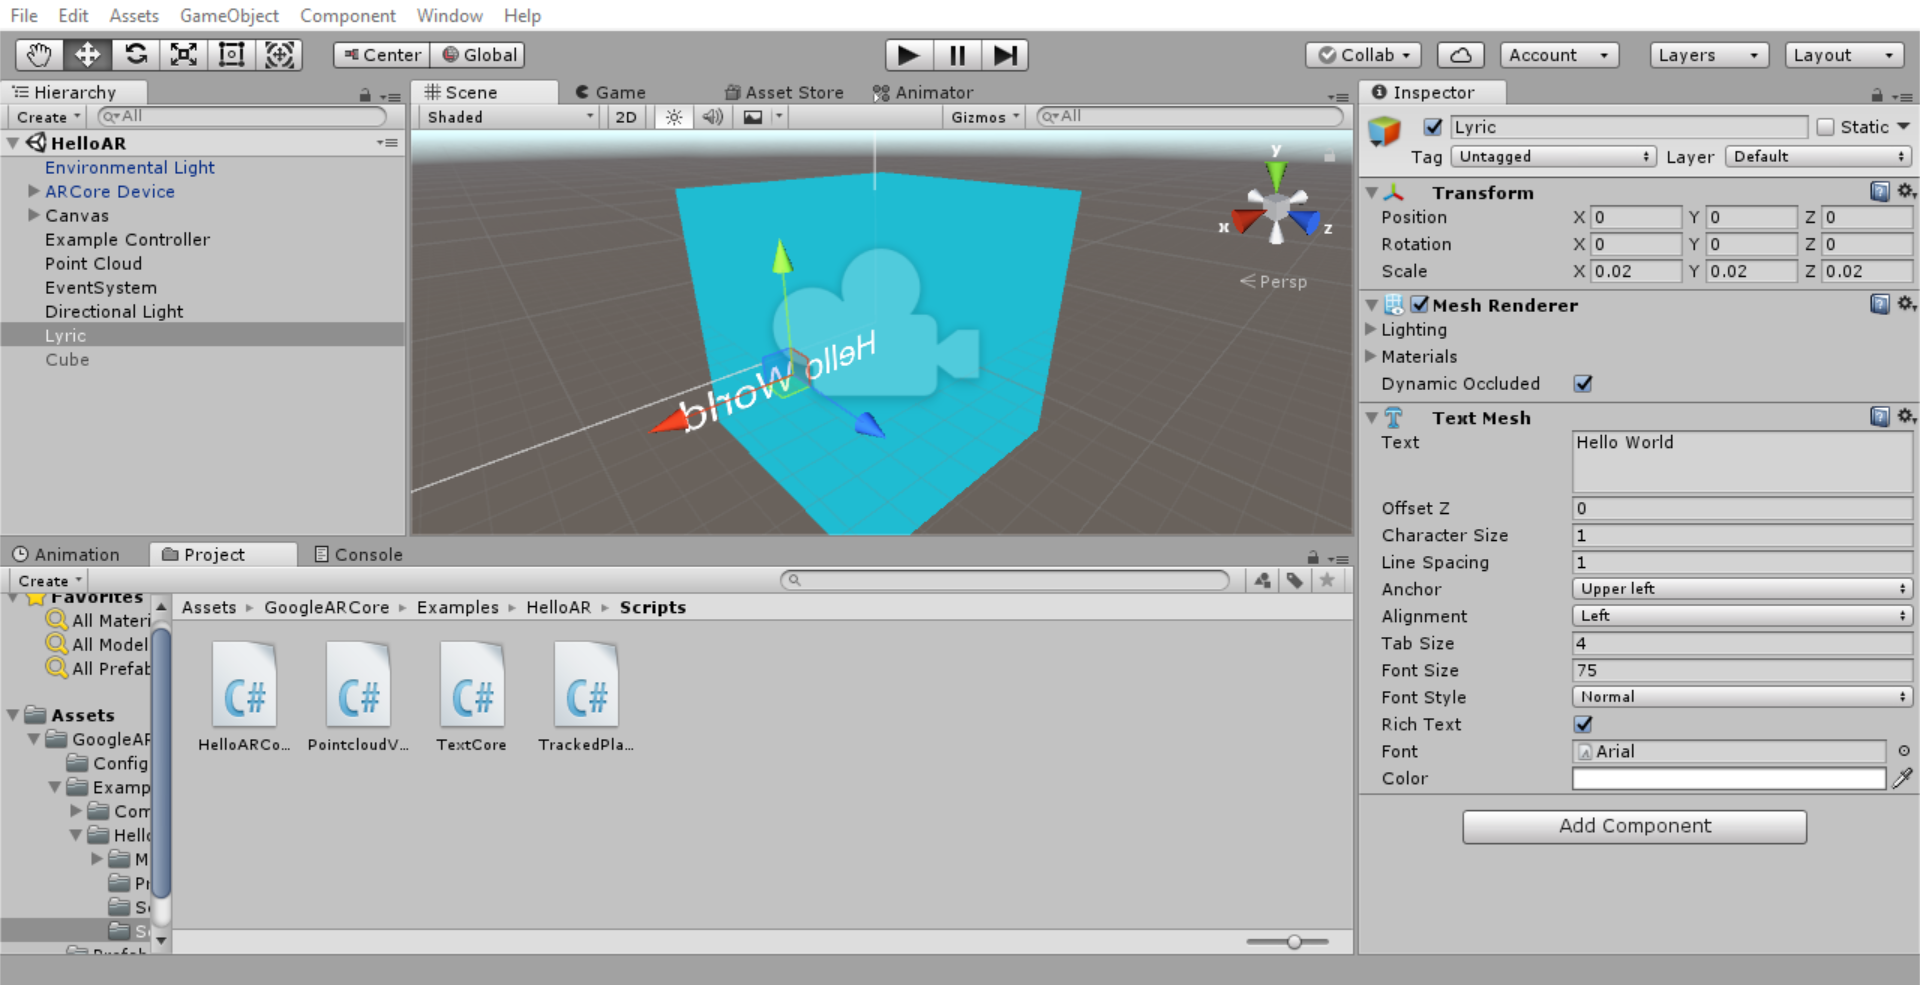 File Edit Assets GameObject Component Window Help
Center Global
Collab Account Layers Layout
Hierarchy
Create All
HelloAR
Environmental Light
ARCore Device
Canvas
Example Controller
Point Cloud
EventSystem
Directional Light
Lyric
Cube
Scene Game Asset Store Animator
Shaded 2D Gizmos All
y
x
z
Persp
Hello World
Inspector
Lyric Static
Tag Untagged Layer Default
Transform
Position X 0 Y 0 Z 0
Rotation X 0 Y 0 Z 0
Scale X 0.02 Y 0.02 Z 0.02
Mesh Renderer
Lighting
Materials
Dynamic Occluded
Text Mesh
Text Hello World
Offset Z 0
Character Size 1
Line Spacing 1
Anchor Upper left
Alignment Left
Tab Size 4
Font Size 75
Font Style Normal
Rich Text
Font Arial
Color
Add Component
Animation Project Console
Create
Favorites
All Materi
All Model
All Prefab
Assets
GoogleAR
Config
Examp
Com
Hello
M
Pr
Sc
Sc
Assets GoogleARCore Examples HelloAR Scripts
C# C# C# C#
HelloARCo... PointcloudV... TextCore TrackedPla...